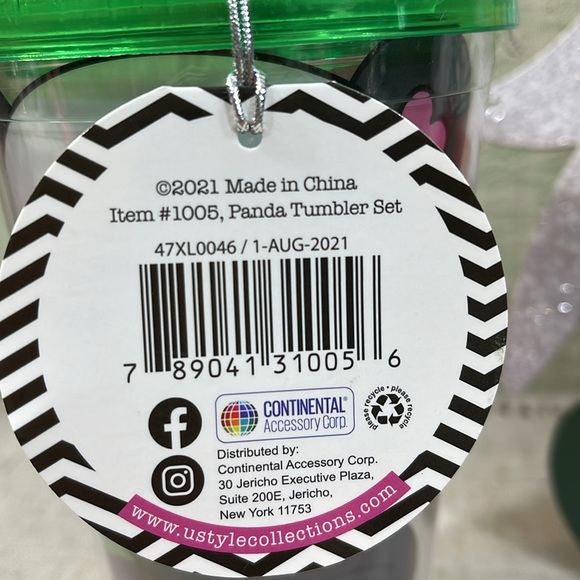 ©2021 Made in China
Item #1005, Panda Tumbler Set
47XL0046 / 1-AUG-2021
7 89041 31005 6
CONTINENTAL®
Accessory Corp.
please recycle • please recycle
Distributed by:
Continental Accessory Corp.
30 Jericho Executive Plaza,
Suite 200E, Jericho,
New York 11753
www.ustylecollections.com